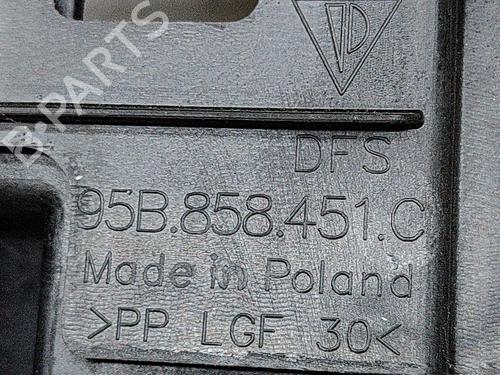 B-PARTS
DFS
95B.858.451.C
Made in Poland
>PP LGF 30<